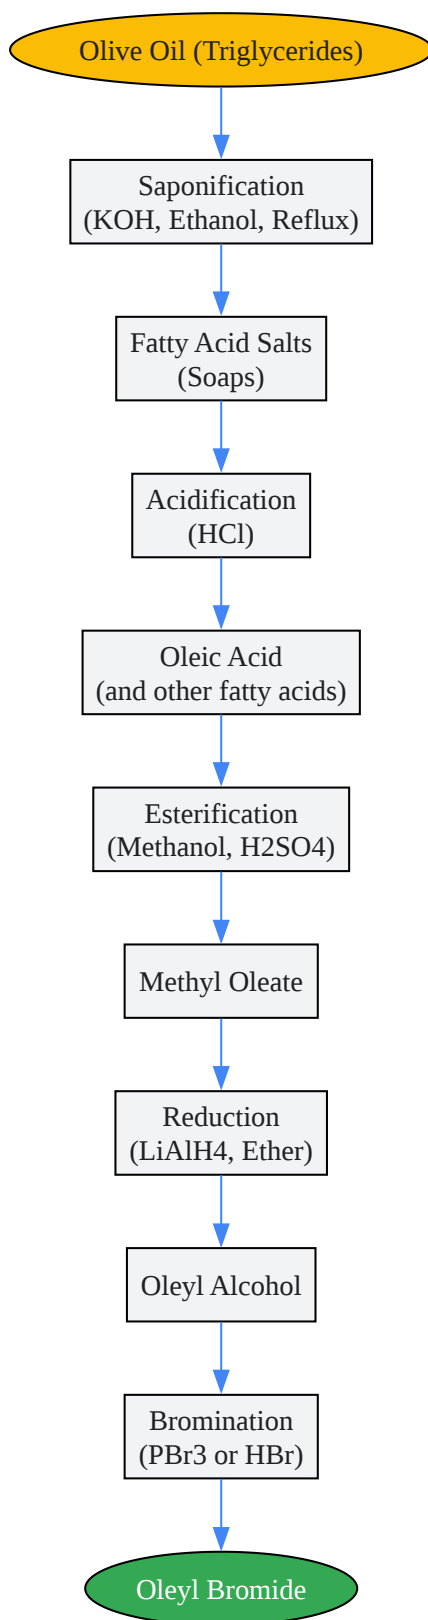 Olive Oil (Triglycerides)
Saponification
(KOH, Ethanol, Reflux)
Fatty Acid Salts
(Soaps)
Acidification
(HCl)
Oleic Acid
(and other fatty acids)
Esterification
(Methanol, H2SO4)
Methyl Oleate
Reduction
(LiAlH4, Ether)
Oleyl Alcohol
Bromination
(PBr3 or HBr)
Oleyl Bromide